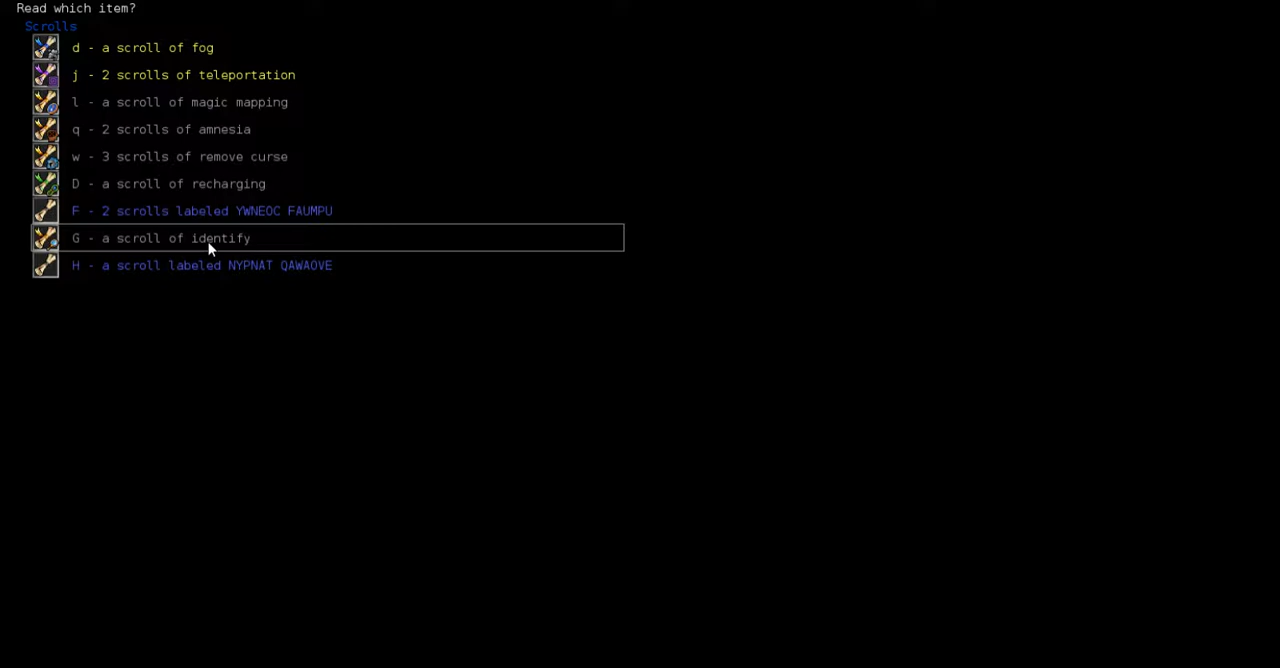 Read which item?
Scrolls
d - a scroll of fog
j - 2 scrolls of teleportation
l - a scroll of magic mapping
q - 2 scrolls of amnesia
w - 3 scrolls of remove curse
D - a scroll of recharging
F - 2 scrolls labeled YWNEOC FAUMPU
G - a scroll of identify
H - a scroll labeled NYPNAT QAWAOVE